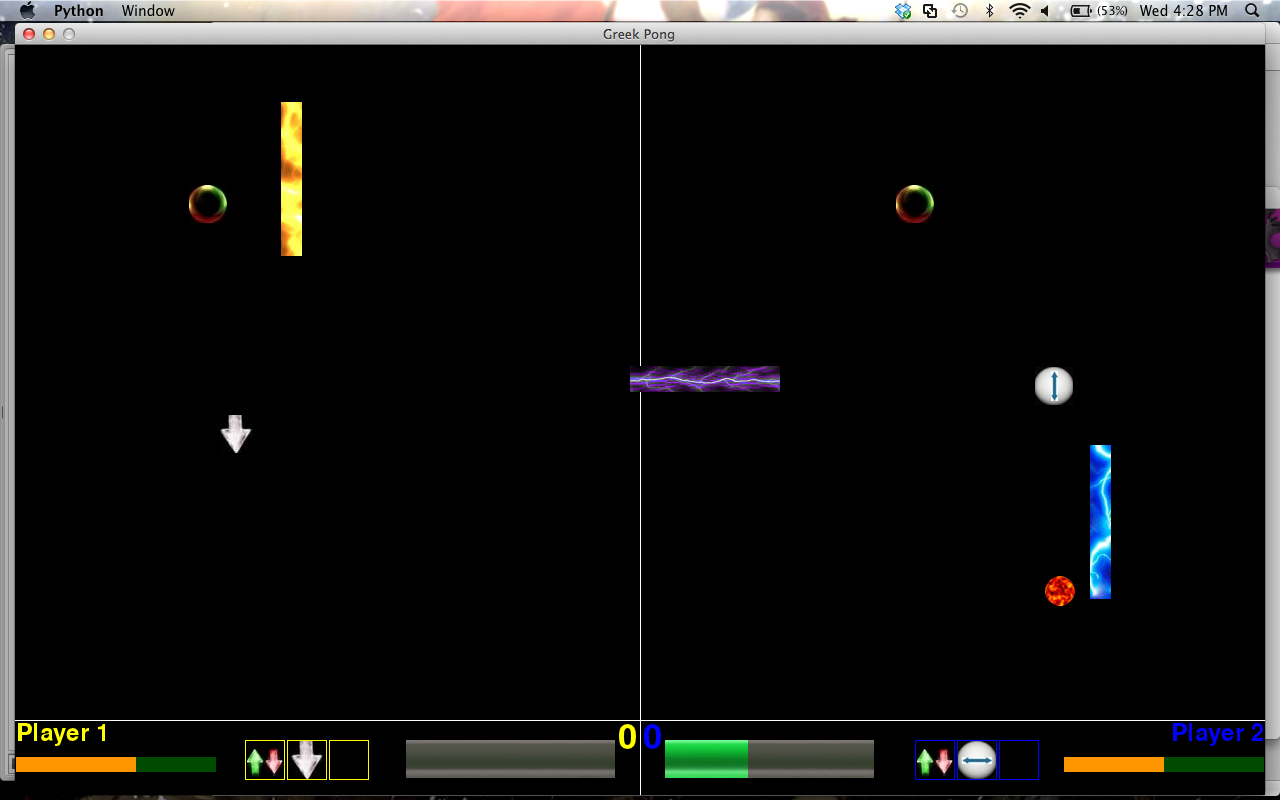 Python Window (53%) Wed 4:28 PM
Greek Pong
Player 1 0 0 Player 2